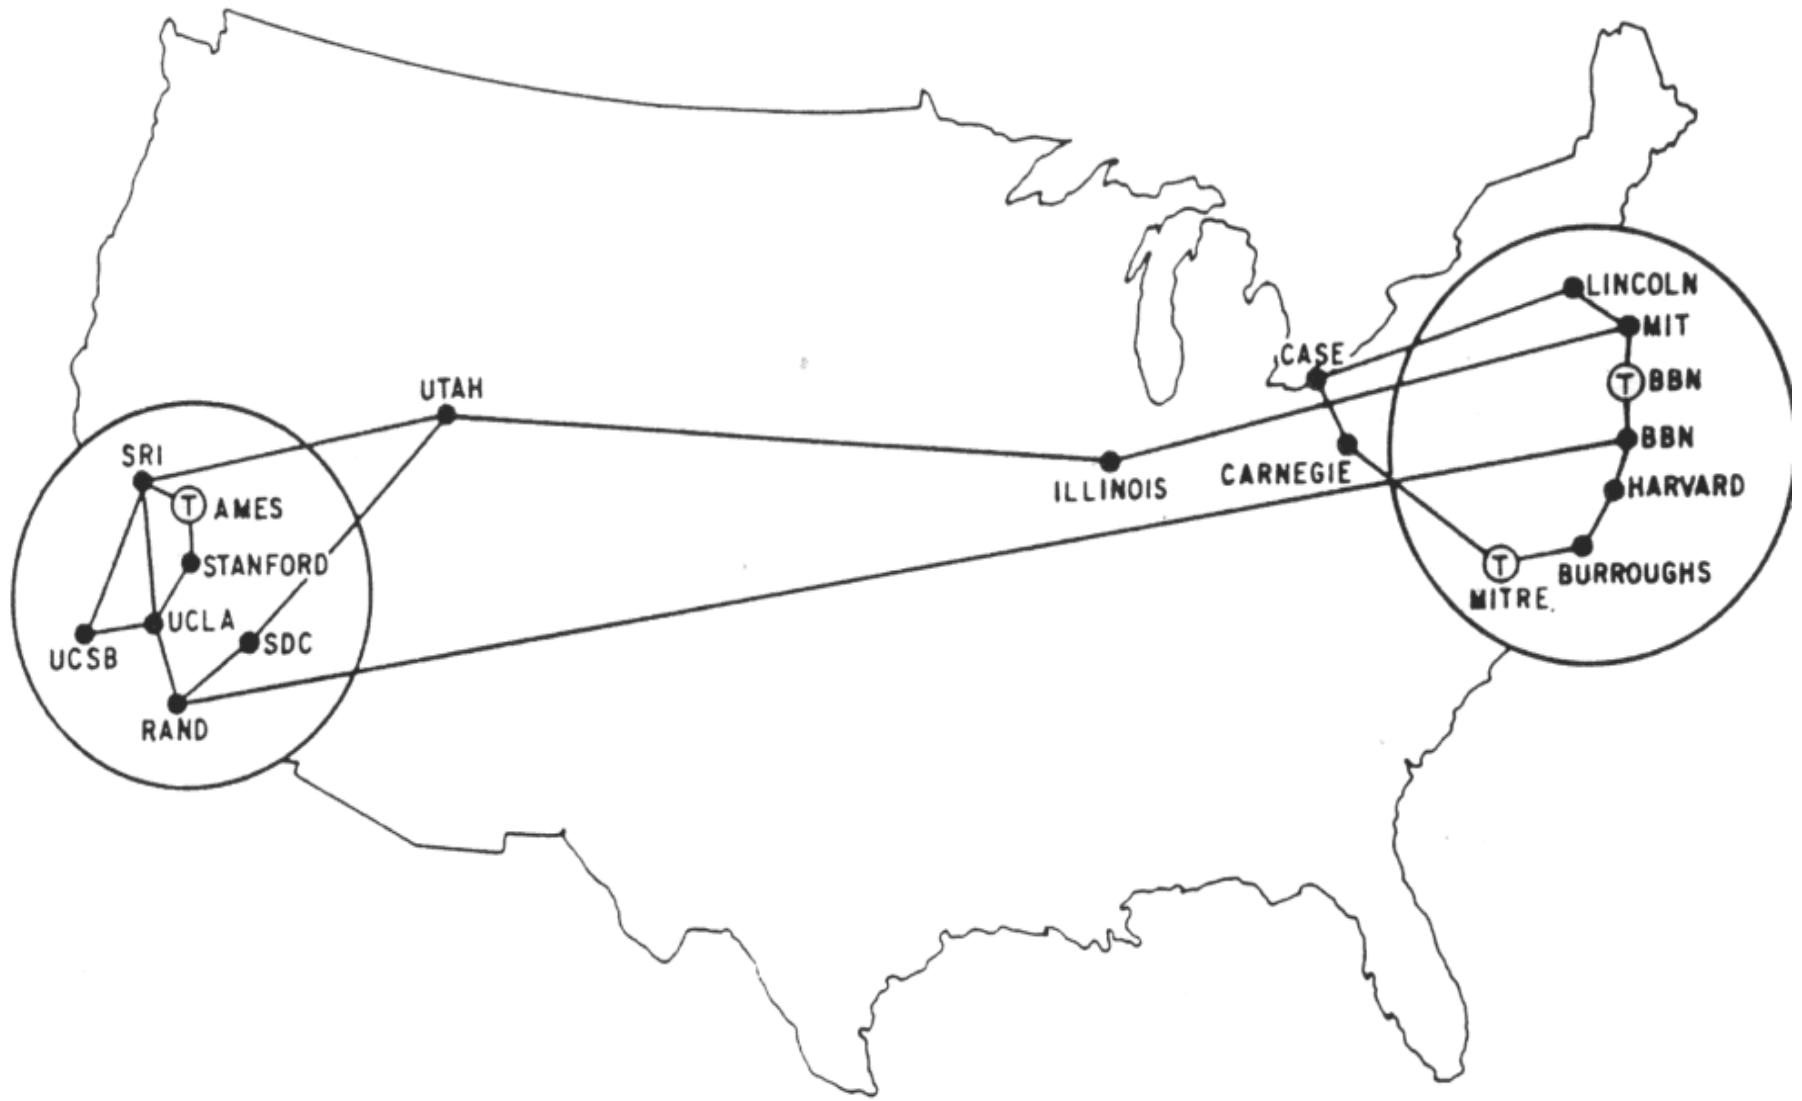 LINCOLN
MIT
CASE
T BBN
UTAH
BBN
SRI
CARNEGIE
ILLINOIS
HARVARD
T AMES
STANFORD
T
BURROUGHS
MITRE
UCLA
SDC
UCSB
RAND